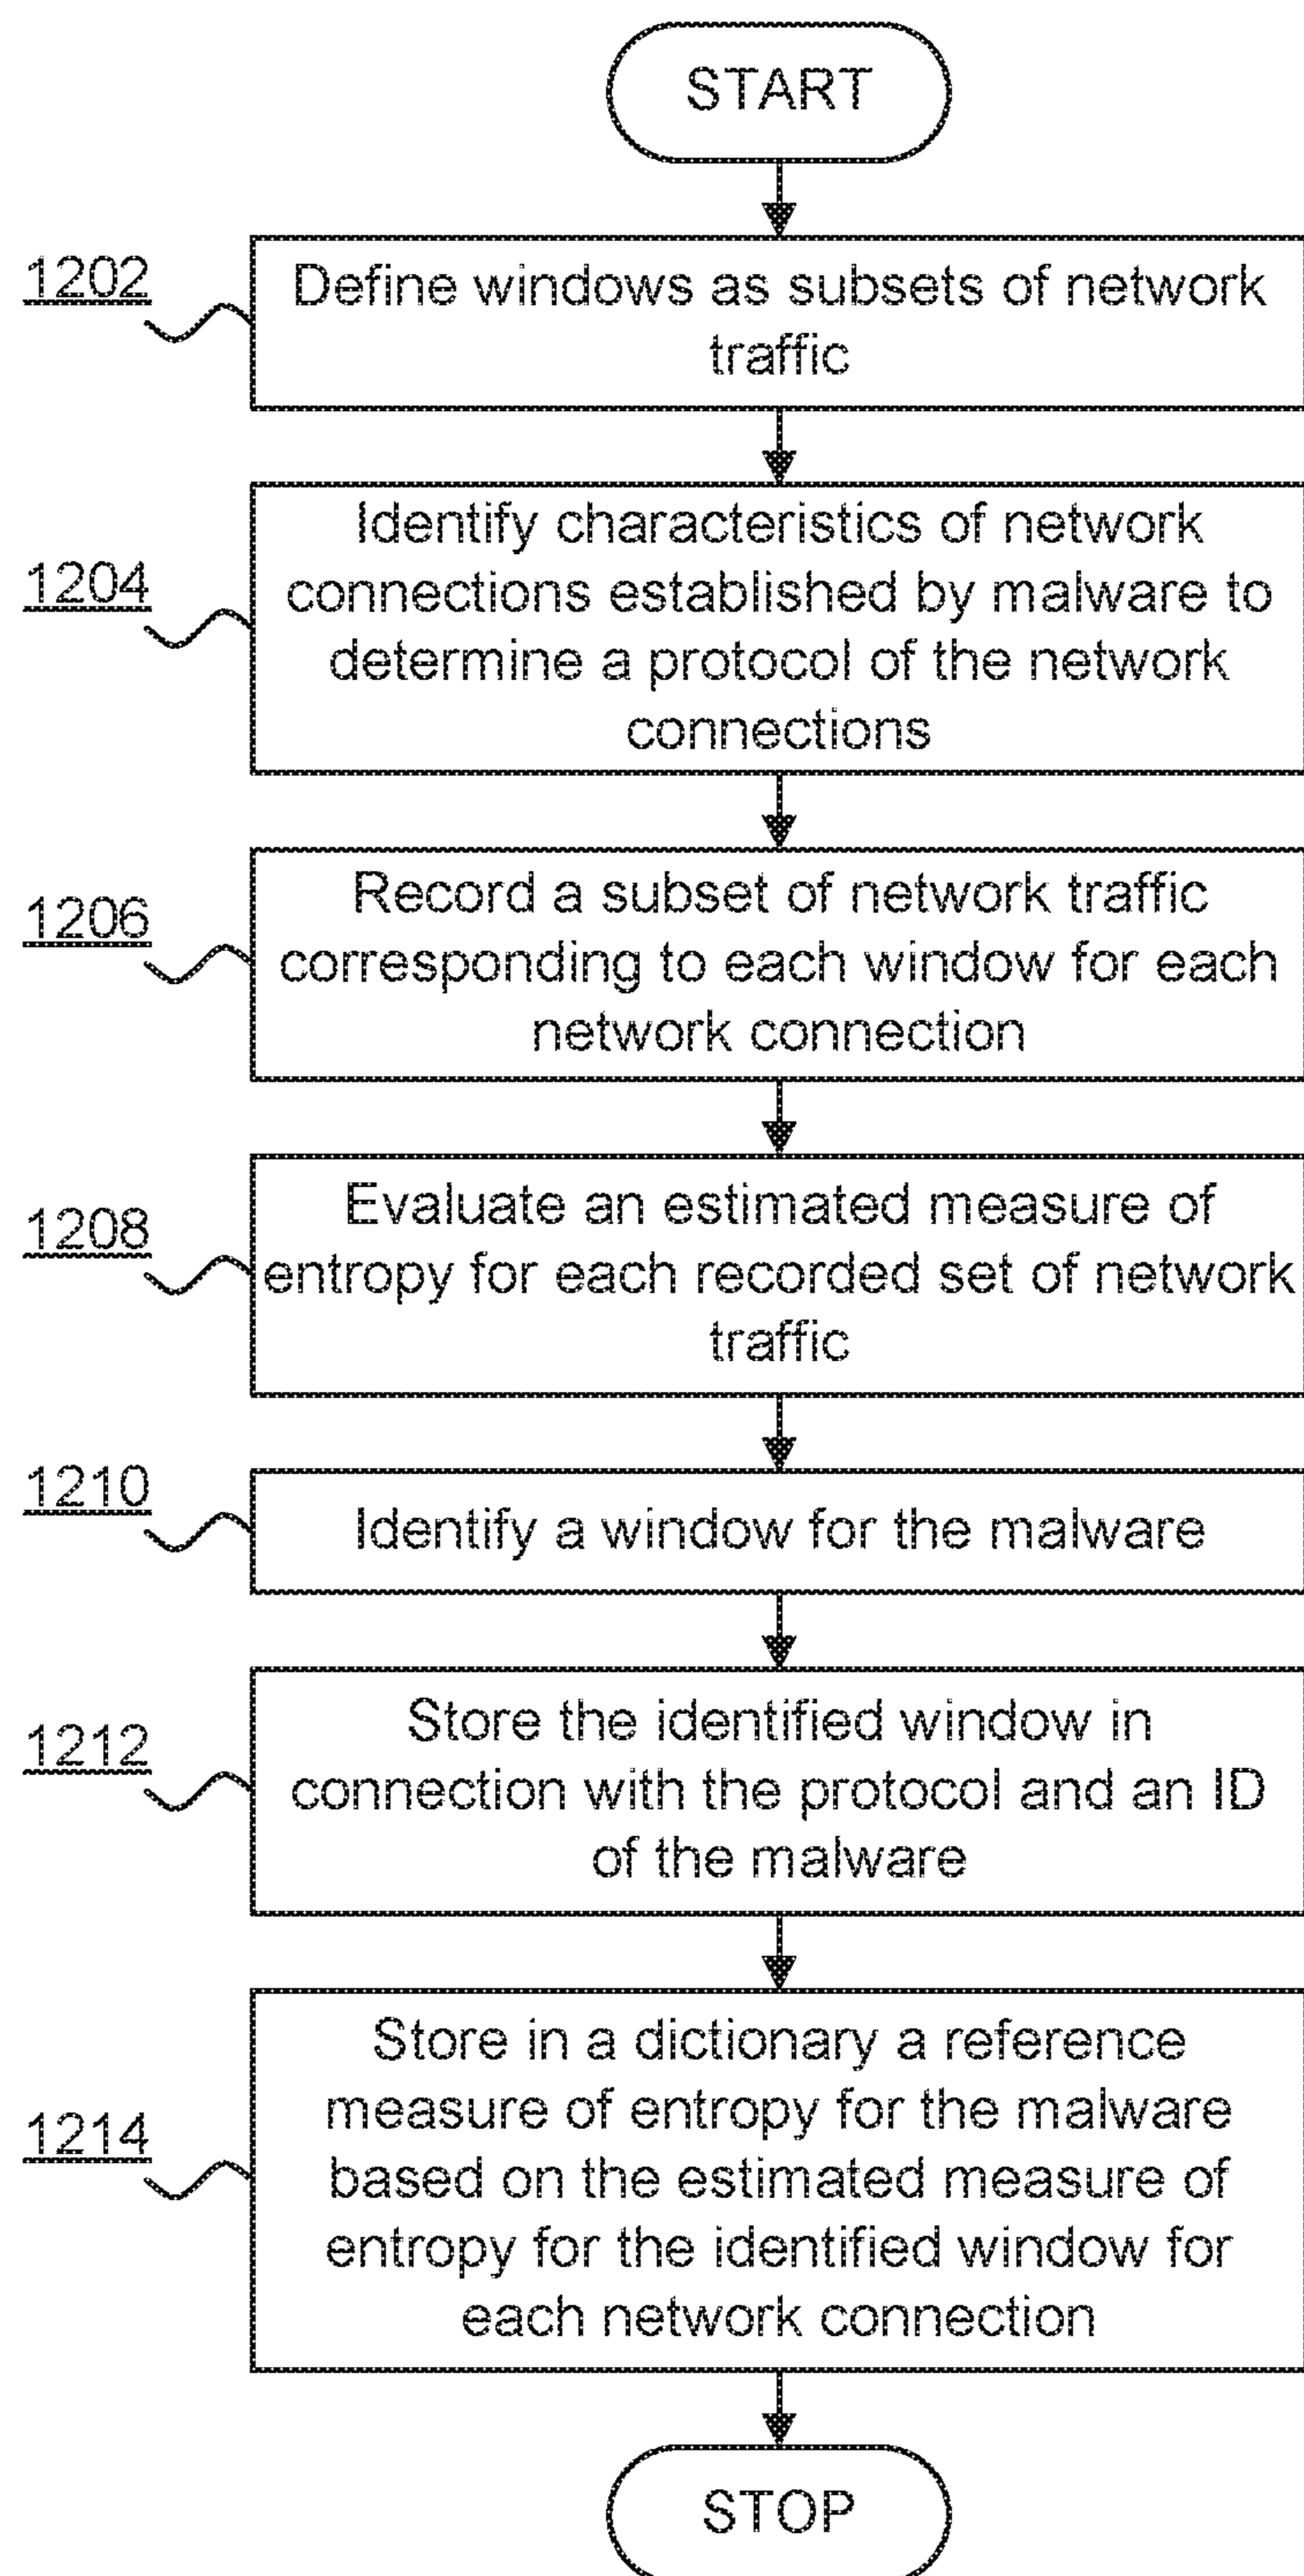 START
1202
Define windows as subsets of network
traffic
1204
Identify characteristics of network
connections established by malware to
determine a protocol of the network
connections
1206
Record a subset of network traffic
corresponding to each window for each
network connection
1208
Evaluate an estimated measure of
entropy for each recorded set of network
traffic
1210
Identify a window for the malware
1212
Store the identified window in
connection with the protocol and an ID
of the malware
1214
Store in a dictionary a reference
measure of entropy for the malware
based on the estimated measure of
entropy for the identified window for
each network connection
STOP